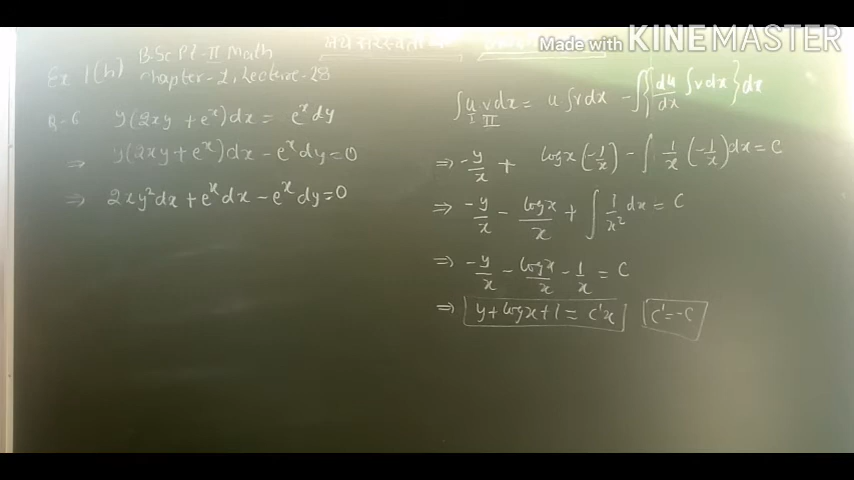 Made with KINEMASTER
Ex 1(h) B.Sc Pt-II Math
Chapter-2, Lecture-28
Q-6 y(2xy + e^x)dx = e^x dy
⇒ y(2xy + e^x)dx - e^x dy = 0
⇒ 2xy²dx + e^x dx - e^x dy = 0
∫ u v dx = u ∫ v dx - ∫{ du/dx ∫ v dx } dx
I II
⇒ -y/x + log x (-1/x) - ∫ 1/x (-1/x) dx = C
⇒ -y/x - log x/x + ∫ 1/x² dx = C
⇒ -y/x - log x/x - 1/x = C
⇒ y + log x + 1 = c'x c' = -c